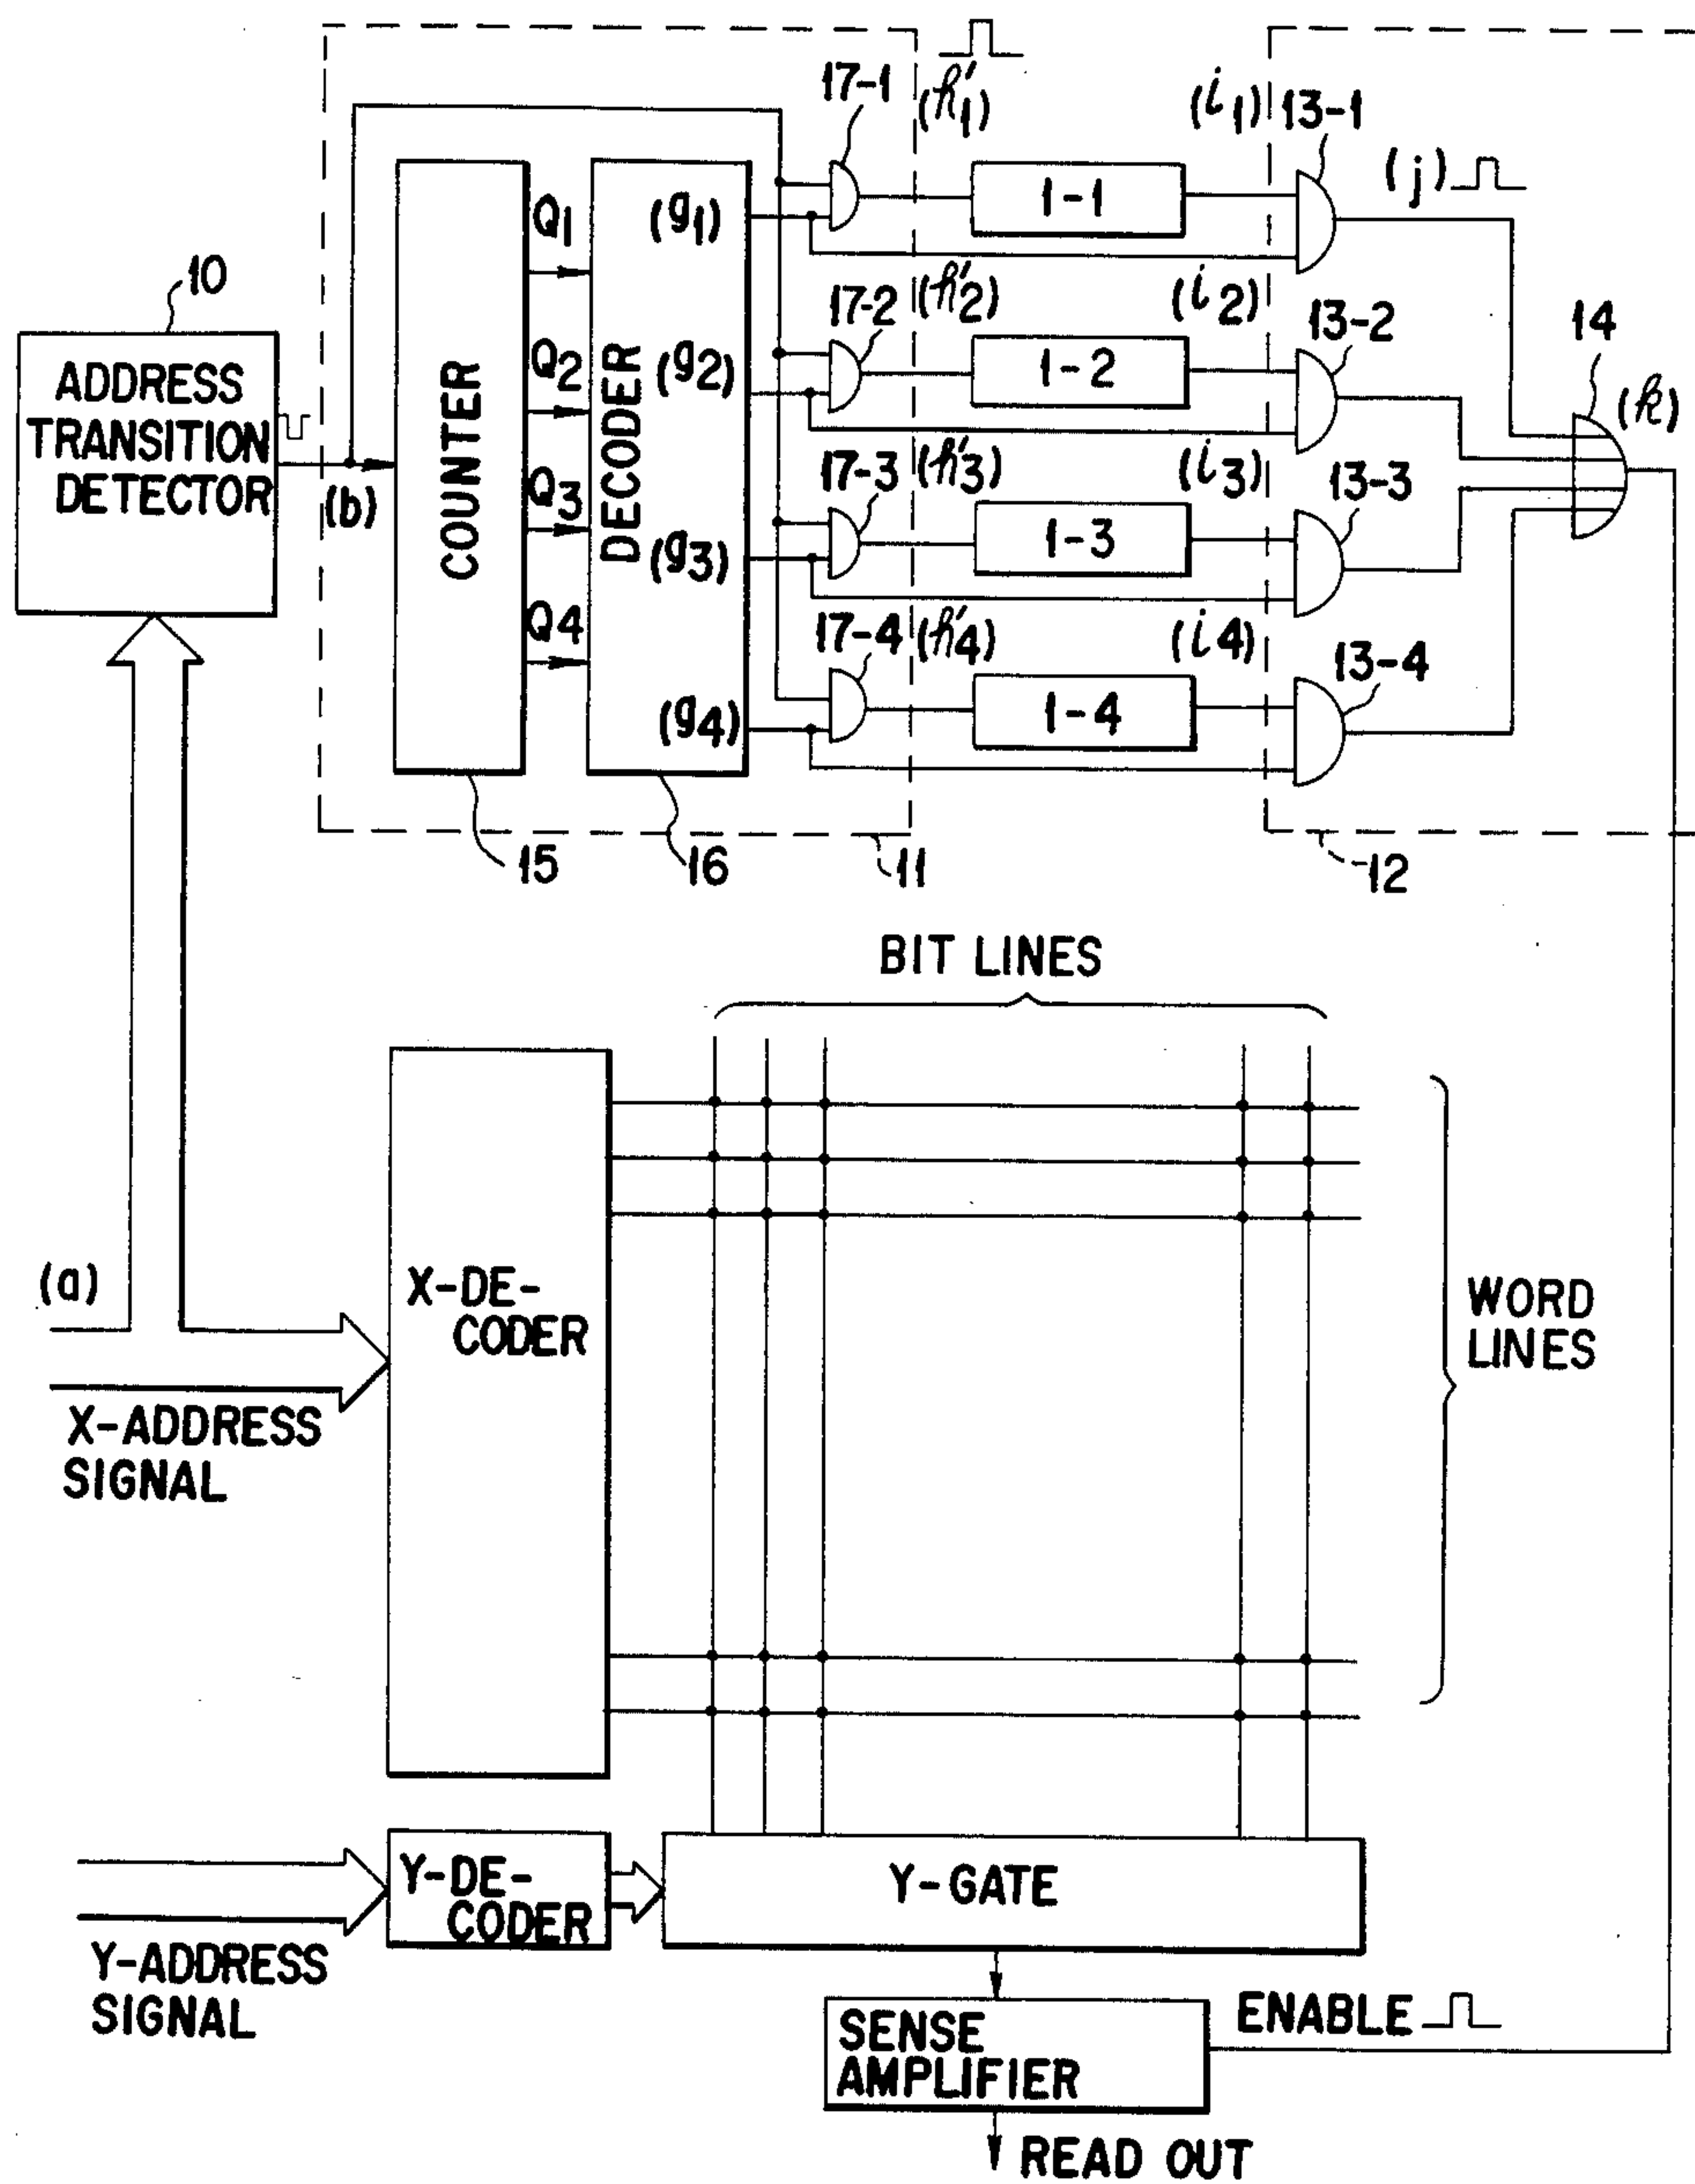 17-1
(h'1)
(i1)
13-1
(j)
1-1
Q1
(g1)
10
ADDRESS
TRANSITION
DETECTOR
(b)
COUNTER
Q2
Q3
Q4
DECODER
(g2)
(g3)
(g4)
17-2
(h'2)
(i2)
13-2
1-2
14
(k)
17-3
(h'3)
(i3)
13-3
1-3
17-4
(h'4)
(i4)
13-4
1-4
15
16
11
12
BIT LINES
(a)
X-DE-
CODER
WORD
LINES
X-ADDRESS
SIGNAL
Y-DE-
CODER
Y-GATE
Y-ADDRESS
SIGNAL
SENSE
AMPLIFIER
ENABLE
READ OUT